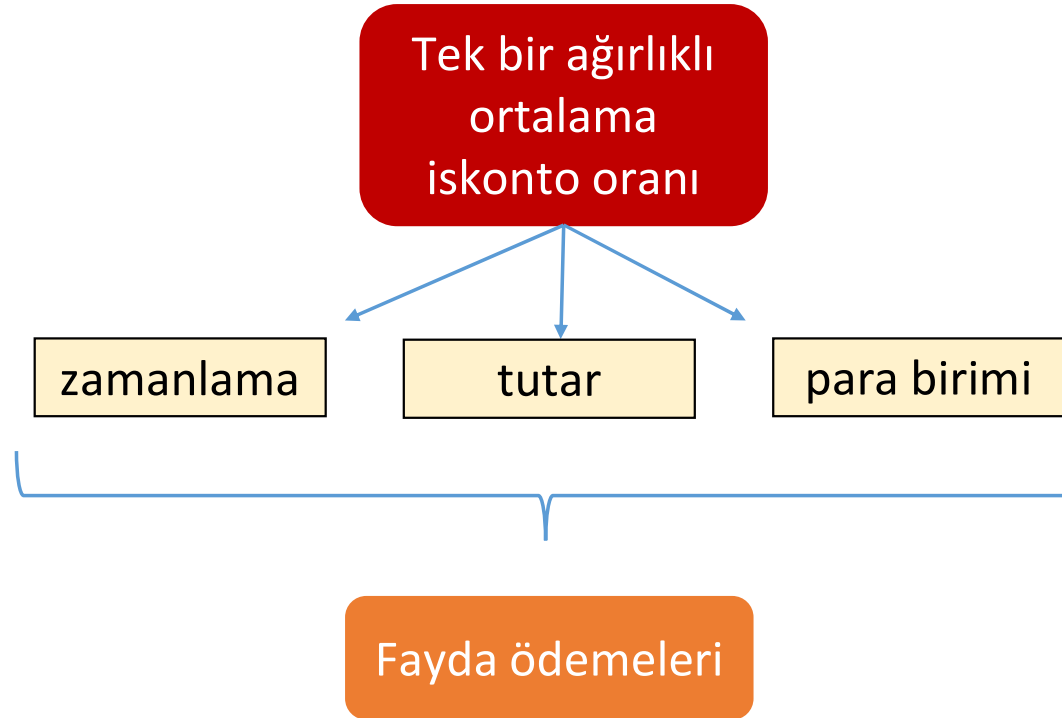 Tek bir ağırlıklı
ortalama
iskonto oranı
zamanlama
tutar
para birimi
Fayda ödemeleri